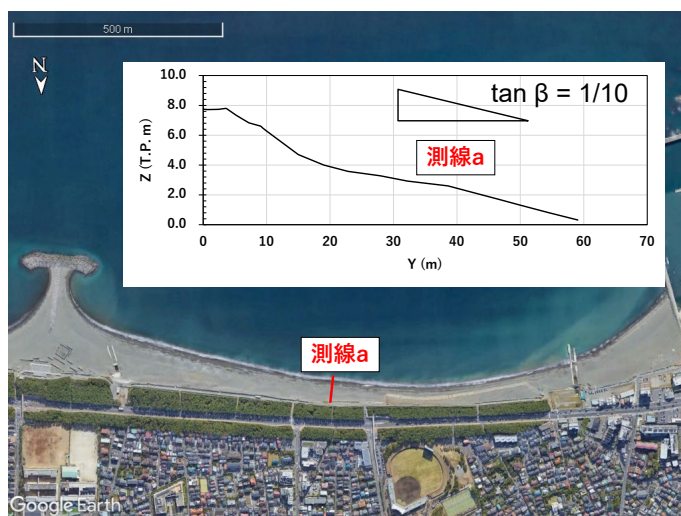 500 m
N
10.0
8.0
6.0
4.0
2.0
0.0
Z (T.P. m)
tan β = 1/10
測線a
0 10 20 30 40 50 60 70
Y (m)
測線a
Google Earth